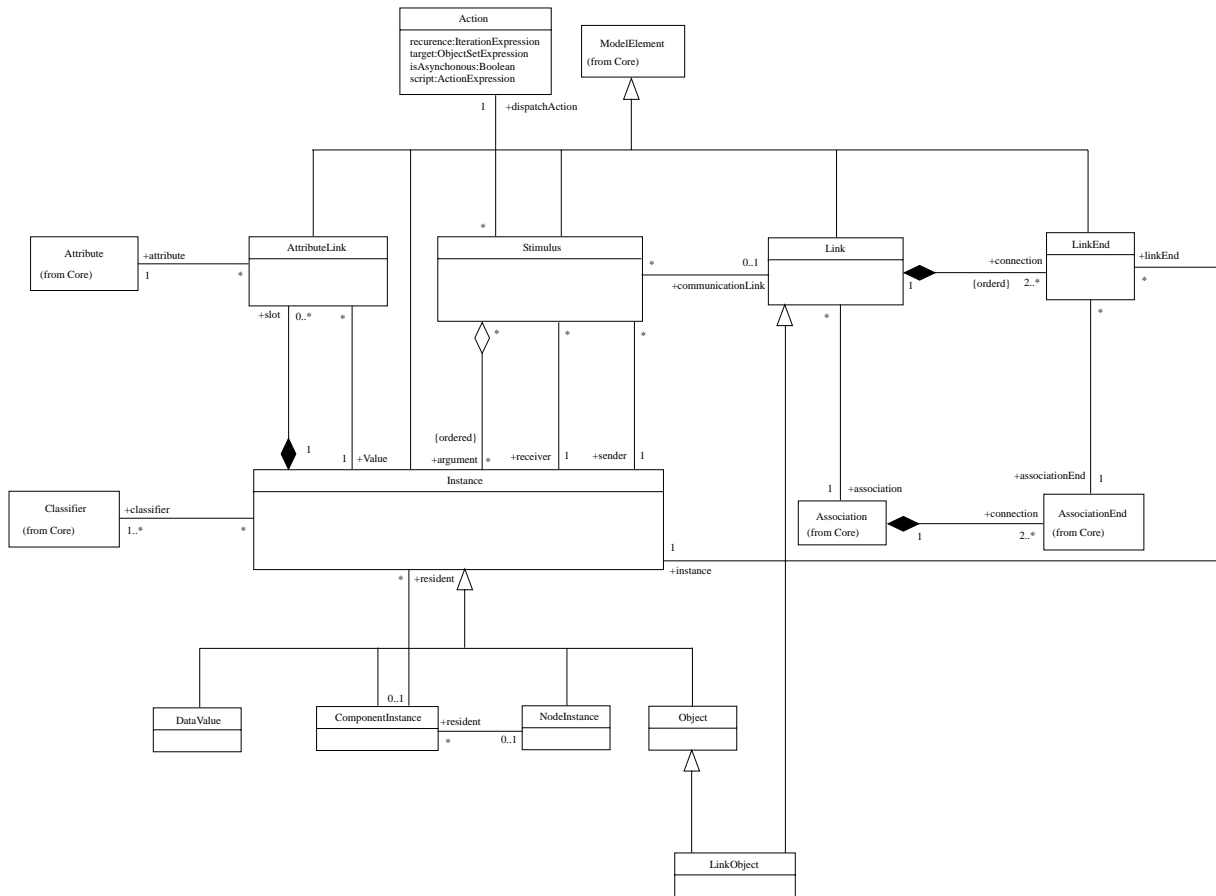 Action
recurence:IterationExpression
target:ObjectSetExpression
isAsynchonous:Boolean
script:ActionExpression
ModelElement
(from Core)
1
+dispatchAction
*
Attribute
(from Core)
+attribute
1
*
AttributeLink
+slot
0..*
*
Stimulus
*
*
*
*
0..1
+communicationLink
Link
*
1
+connection
{orderd}
2..*
LinkEnd
*
+linkEnd
*
1
1
+Value
{ordered}
+argument
*
+receiver
1
+sender
1
Instance
Classifier
(from Core)
+classifier
1..*
*
1
+instance
1
+association
Association
(from Core)
1
+connection
2..*
+associationEnd
1
AssociationEnd
(from Core)
*
+resident
0..1
DataValue
ComponentInstance
+resident
*
0..1
NodeInstance
Object
LinkObject